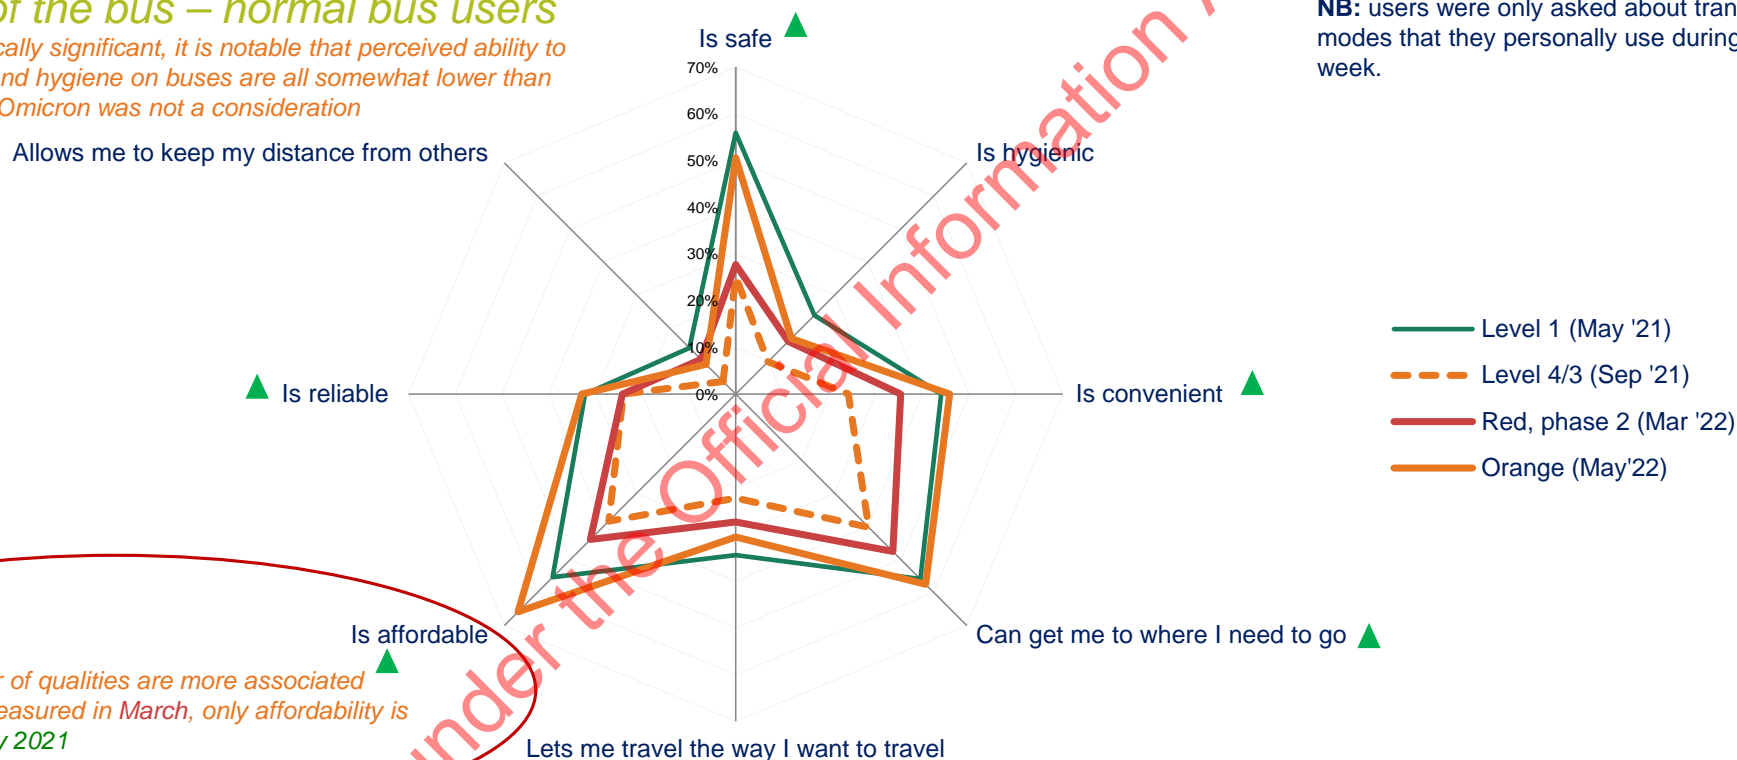 of the bus – normal bus users
cally significant, it is notable that perceived ability to
nd hygiene on buses are all somewhat lower than
Omicron was not a consideration
NB: users were only asked about tran
modes that they personally use during
week.
Is safe
Allows me to keep my distance from others
Is hygienic
70%
60%
50%
40%
30%
20%
10%
0%
Is reliable
Is convenient
Is affordable
Can get me to where I need to go
Lets me travel the way I want to travel
Level 1 (May '21)
Level 4/3 (Sep '21)
Red, phase 2 (Mar '22)
Orange (May'22)
r of qualities are more associated
easured in March, only affordability is
y 2021
under the Official Information A